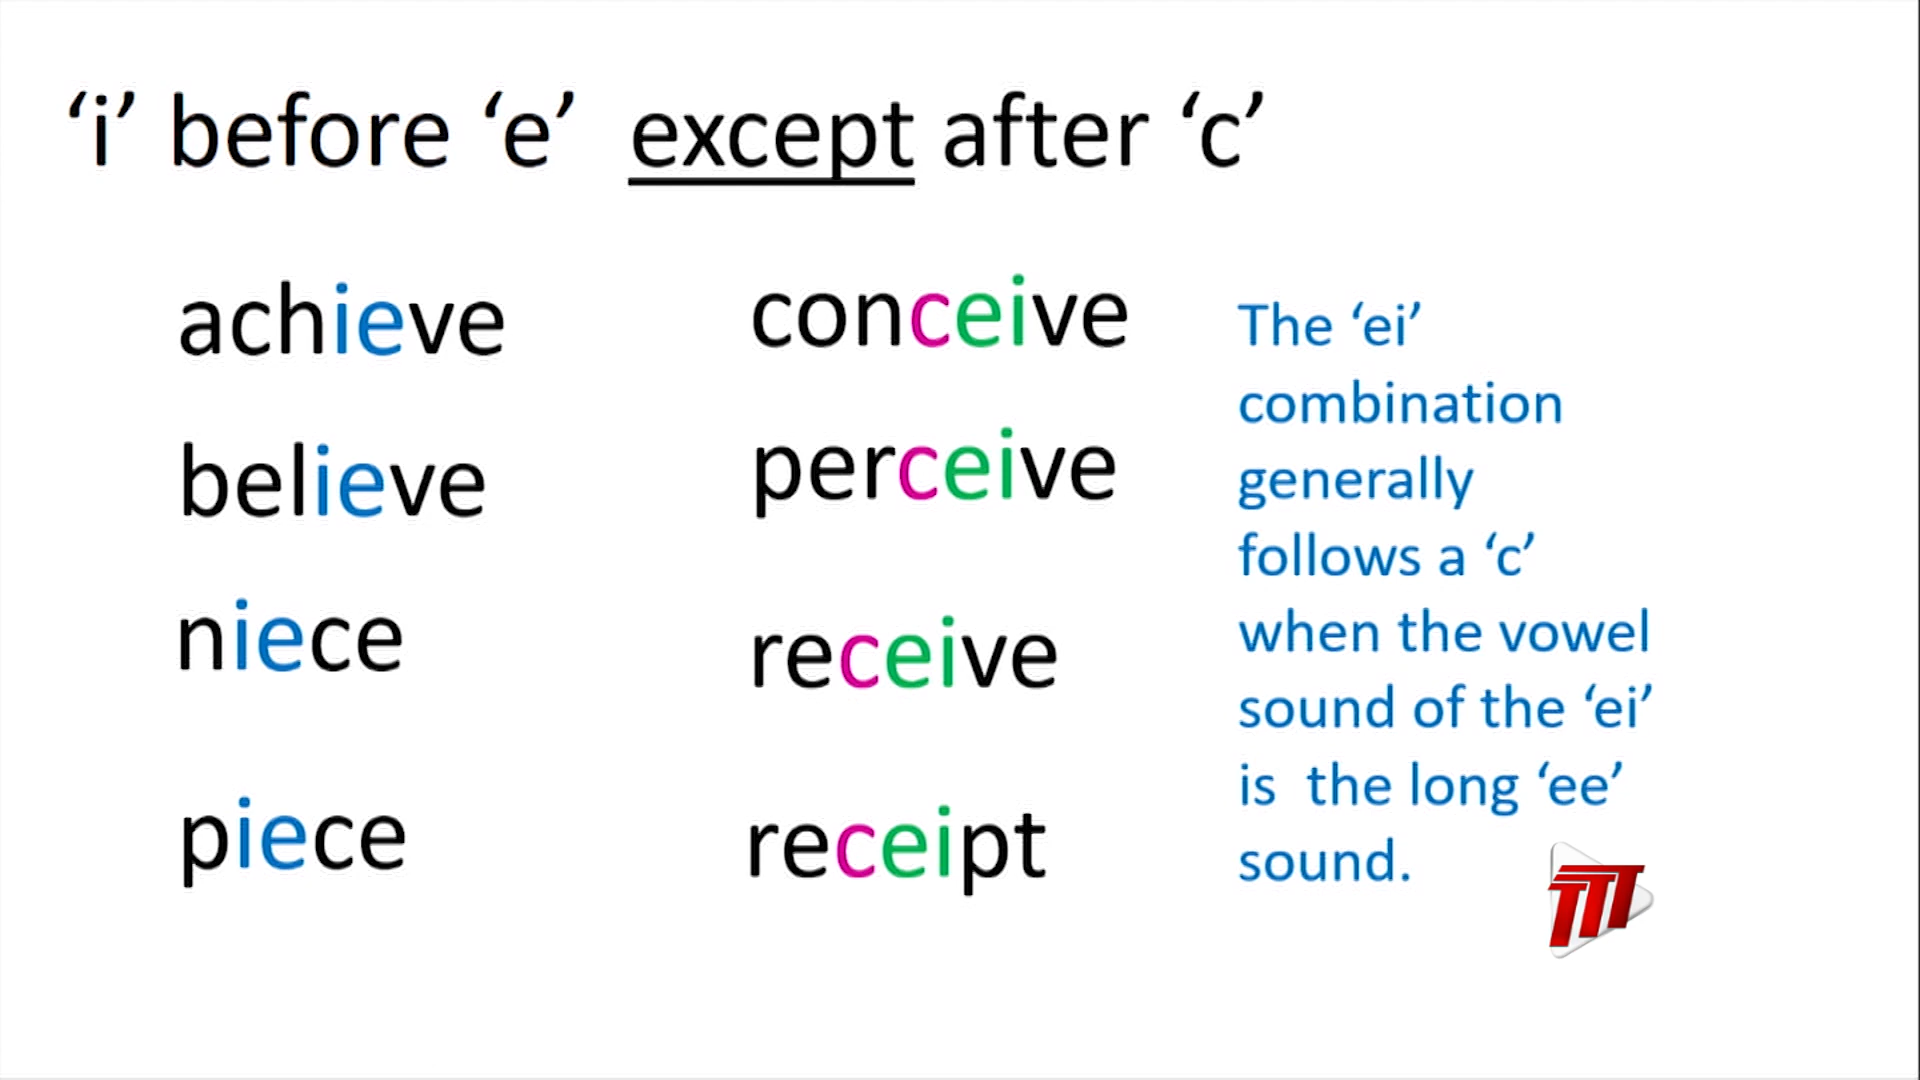 ‘i’ before ‘e’ except after ‘c’
achieve
believe
niece
piece
conceive
perceive
receive
receipt
The ‘ei’
combination
generally
follows a ‘c’
when the vowel
sound of the ‘ei’
is the long ‘ee’
sound.
TTT